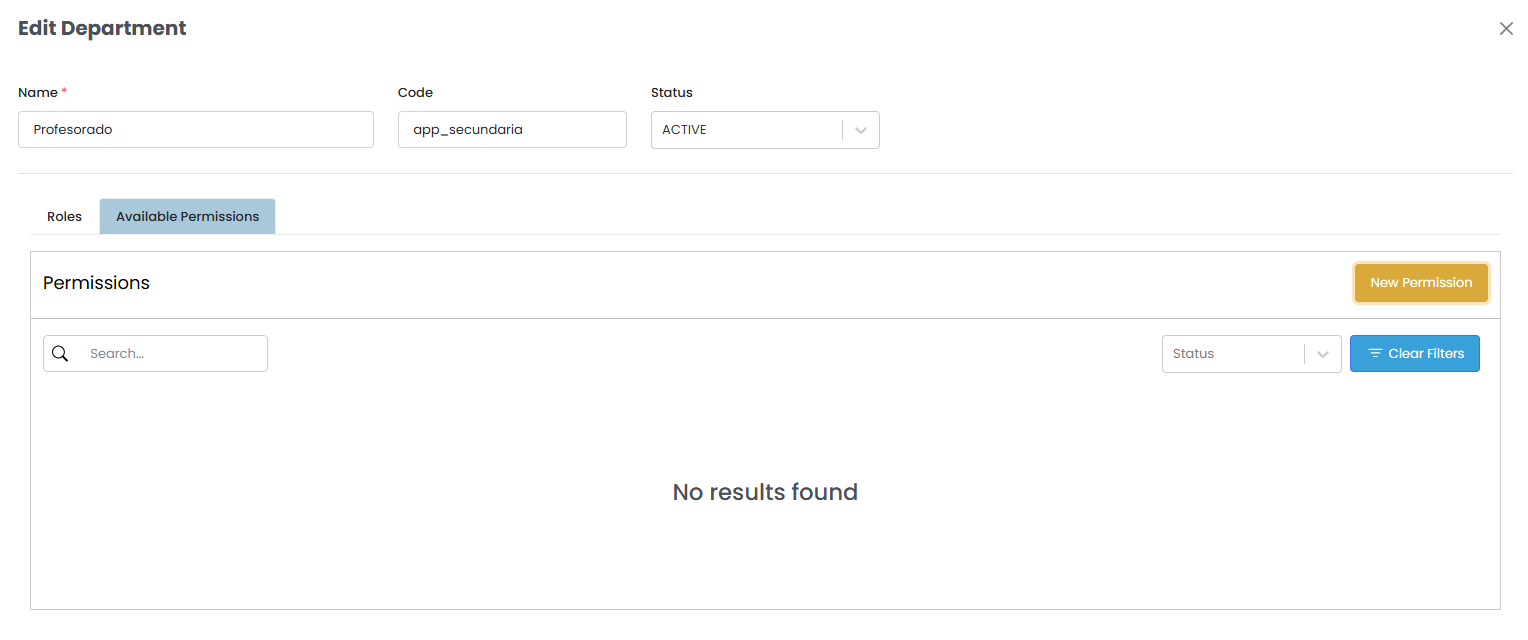 Edit Department
Name * Code Status
Profesorado app_secundaria ACTIVE
Roles Available Permissions
Permissions New Permission
Search... Status Clear Filters
No results found